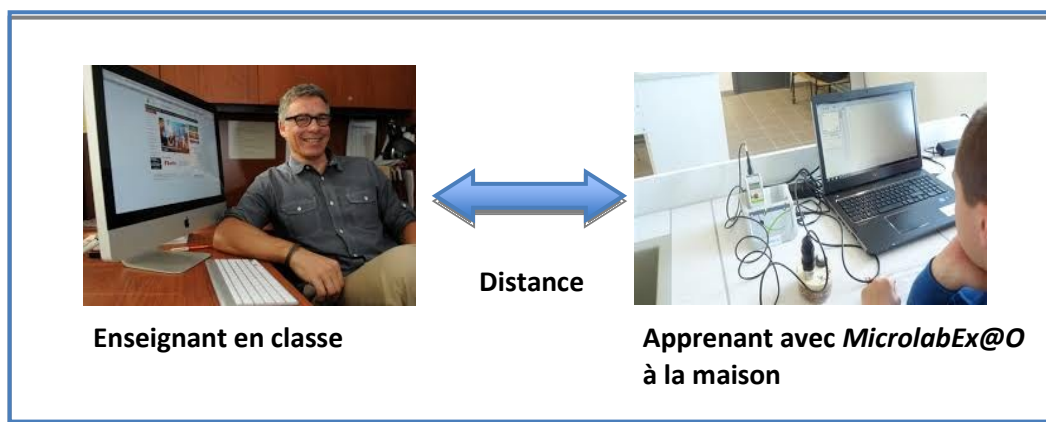 Distance
Enseignant en classe
Apprenant avec MicrolabEx@O
à la maison